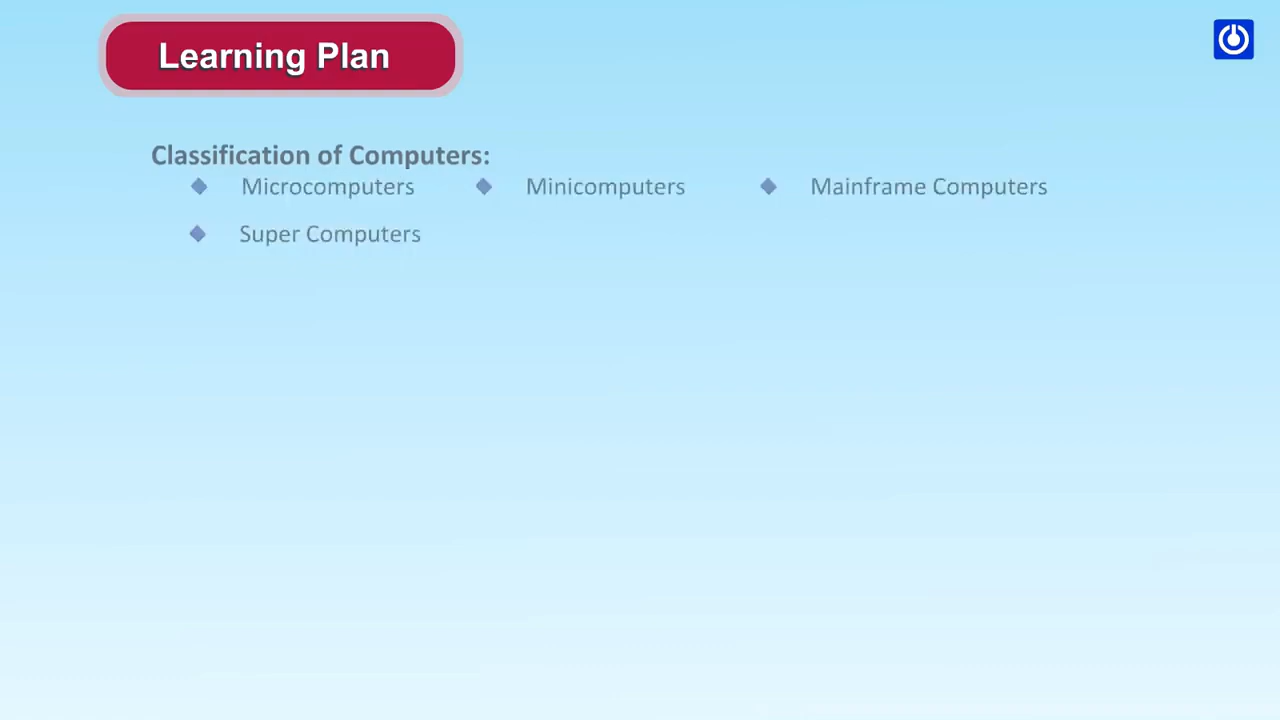 Learning Plan
Classification of Computers:
Microcomputers Minicomputers Mainframe Computers
Super Computers